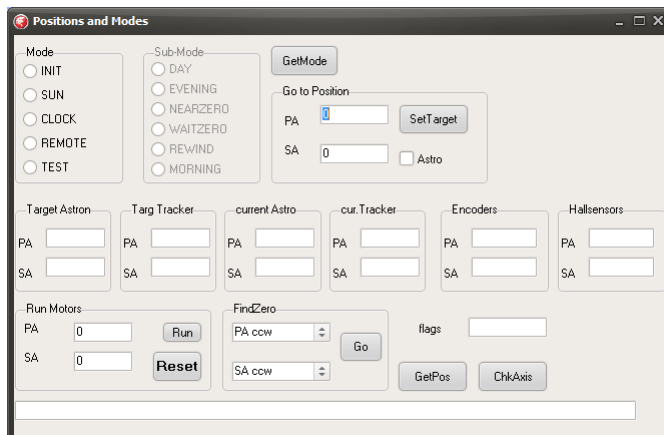 Positions and Modes
Mode
INIT
SUN
CLOCK
REMOTE
TEST
Sub-Mode
DAY
EVENING
NEARZERO
WAITZERO
REWIND
MORNING
GetMode
Go to Position
PA 0
SetTarget
SA 0
Astro
Target Astron
PA
SA
Targ Tracker
PA
SA
current Astro
PA
SA
cur.Tracker
PA
SA
Encoders
PA
SA
Hallsensors
PA
SA
Run Motors
PA 0 Run
SA 0 Reset
FindZero
PA ccw
SA ccw
Go
flags
GetPos ChkAxis